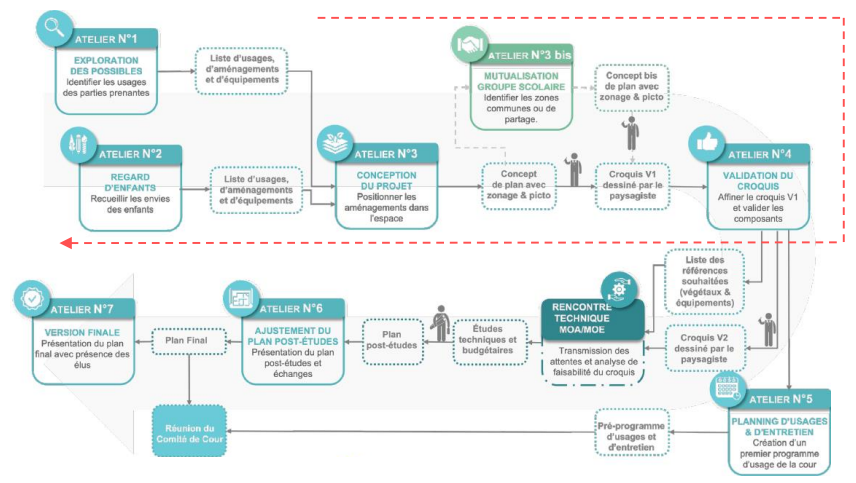 ATELIER N°1
EXPLORATION
DES POSSIBLES
Identifier les usages
des parties prenantes
Liste d'usages,
d'aménagements
et d'équipements
ATELIER N°2
REGARD
D'ENFANTS
Recueillir les envies
des enfants
Liste d'usages,
d'aménagements
et d'équipements
ATELIER N°3
CONCEPTION
DU PROJET
Positionner les
aménagements dans
l'espace
ATELIER N°3 bis
MUTUALISATION
GROUPE SCOLAIRE
Identifier les zones
communes ou de
partage.
Concept bis
de plan avec
zonage & picto
Concept
de plan avec
zonage & picto
Croquis V1
dessiné par le
paysagiste
ATELIER N°4
VALIDATION DU
CROQUIS
Affiner le croquis V1
et valider les
composants
Liste des
références
souhaitées
(végétaux &
équipements)
Croquis V2
dessiné par le
paysagiste
RENCONTRE
TECHNIQUE
MOA/MOE
Transmission des
attentes et analyse de
faisabilité du croquis
Études
techniques et
budgétaires
Plan
post-études
ATELIER N°6
AJUSTEMENT DU
PLAN POST-ÉTUDES
Présentation du plan
post-études et
échanges
Plan Final
ATELIER N°7
VERSION FINALE
Présentation du plan
final avec présence des
élus
ATELIER N°5
PLANNING D'USAGES
& D'ENTRETIEN
Création d'un
premier programme
d'usage de la cour
Pré-programme
d'usages et
d'entretien
Réunion du
Comité de Cour